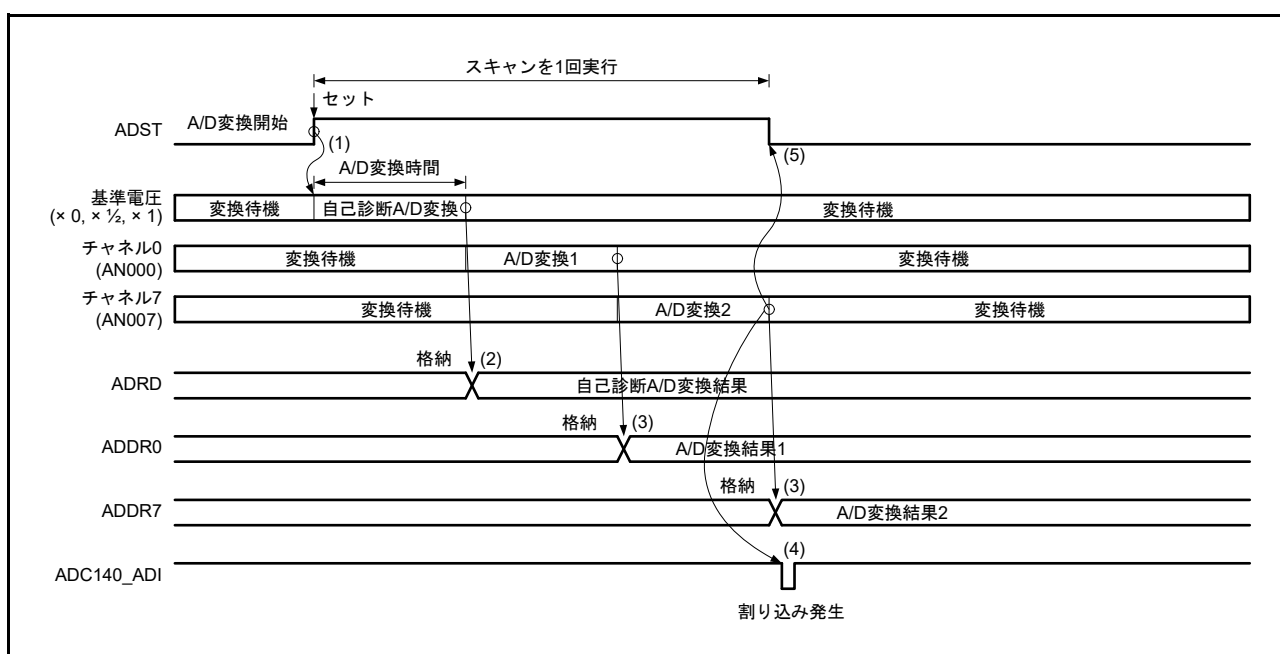 スキャンを1回実行
セット
ADST
A/D変換開始
(1)
(5)
A/D変換時間
基準電圧
(× 0, × ½, × 1)
変換待機
自己診断A/D変換
変換待機
チャネル0
(AN000)
変換待機
A/D変換1
変換待機
チャネル7
(AN007)
変換待機
A/D変換2
変換待機
格納
(2)
ADRD
自己診断A/D変換結果
格納
(3)
ADDR0
A/D変換結果1
格納
(3)
ADDR7
A/D変換結果2
(4)
ADC140_ADI
割り込み発生